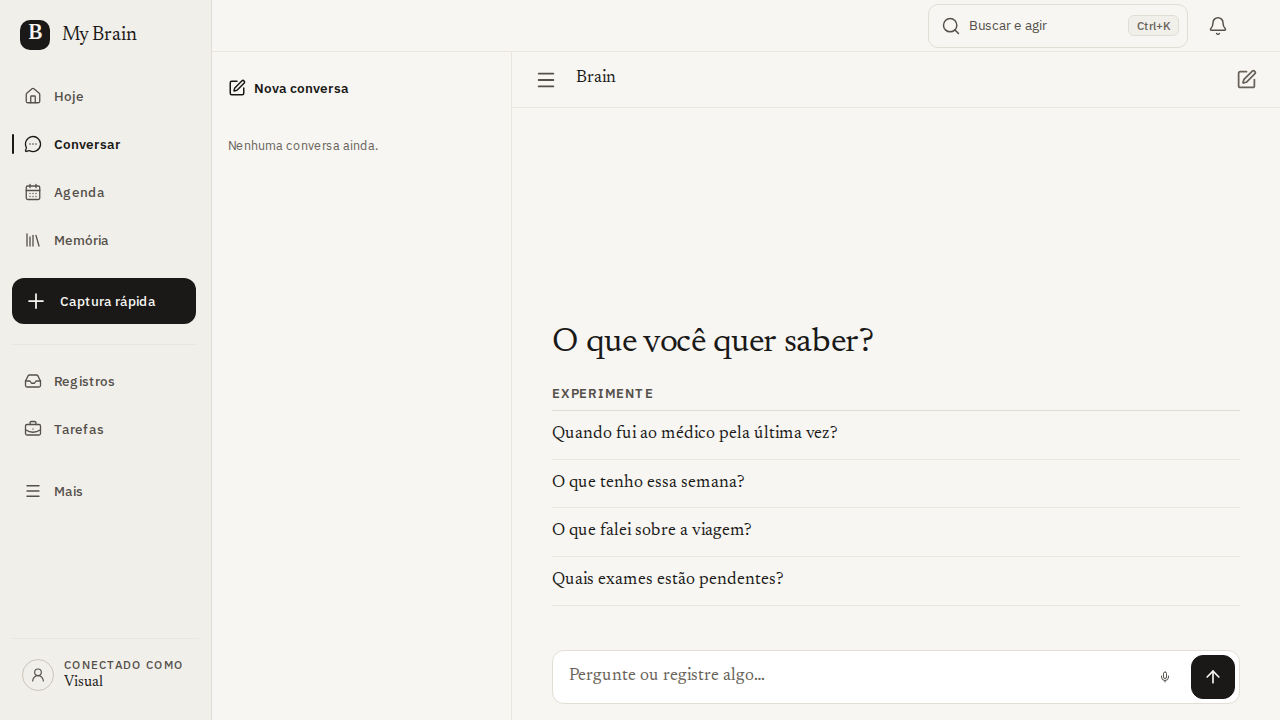 B My Brain
Hoje
Conversar
Agenda
Memória
Captura rápida
Registros
Tarefas
Mais
CONECTADO COMO
Visual
Buscar e agir Ctrl+K
Nova conversa
Nenhuma conversa ainda.
Brain
O que você quer saber?
EXPERIMENTE
Quando fui ao médico pela última vez?
O que tenho essa semana?
O que falei sobre a viagem?
Quais exames estão pendentes?
Pergunte ou registre algo...